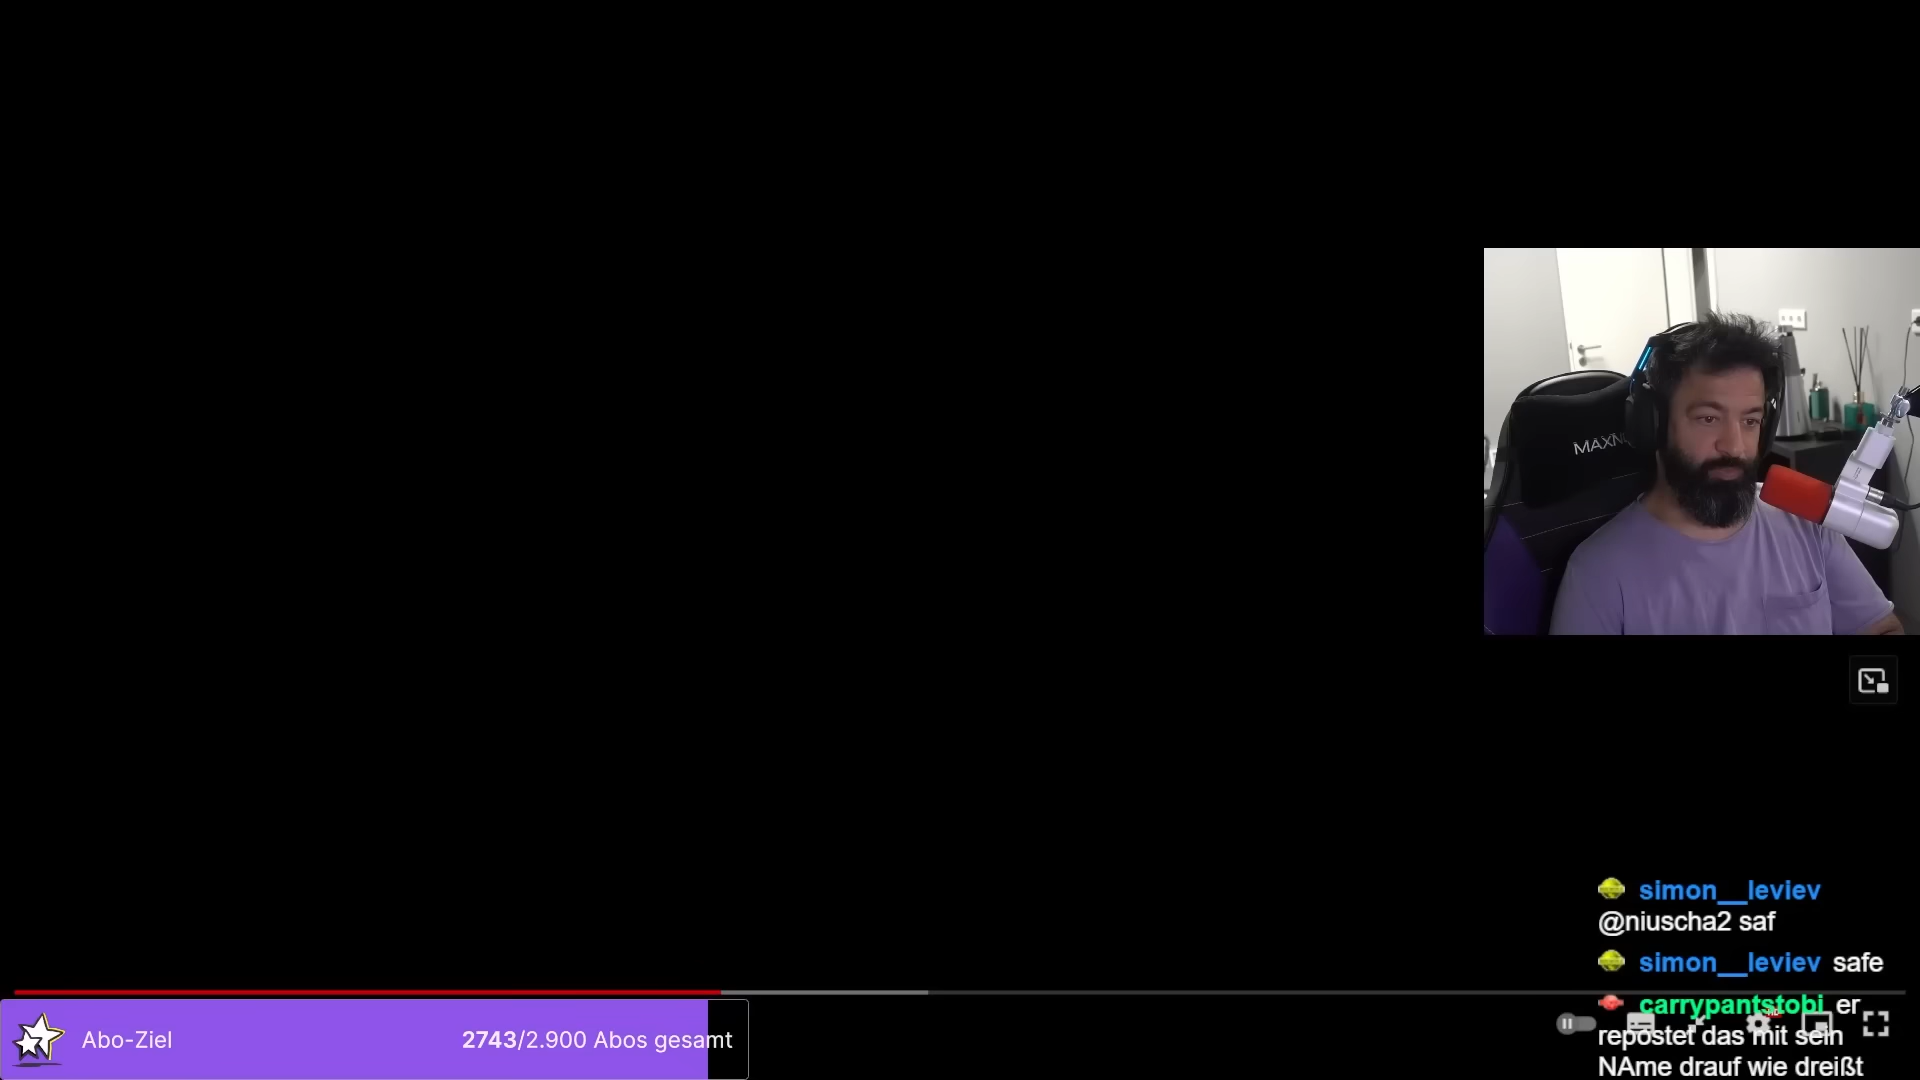 MAXN
simon__leviev
@niuscha2 saf
simon__leviev safe
carrypantstobi er
repostet das mit sein
NAme drauf wie dreißt
Abo-Ziel 2743/2.900 Abos gesamt